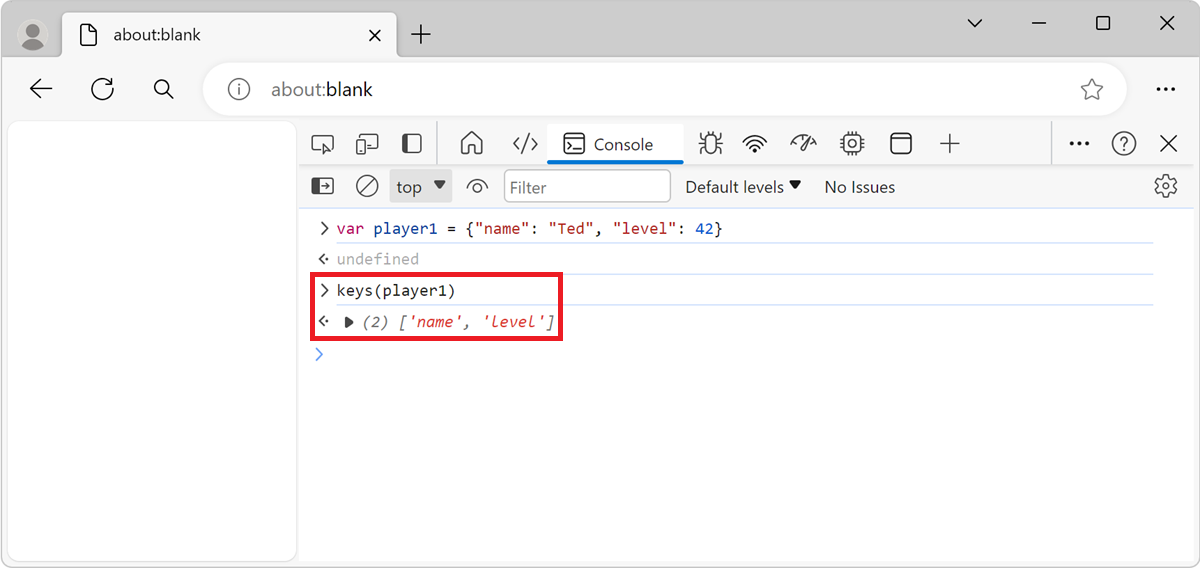 about:blank
about:blank
Console
top Filter Default levels No Issues
var player1 = {"name": "Ted", "level": 42}
undefined
keys(player1)
(2) ['name', 'level']